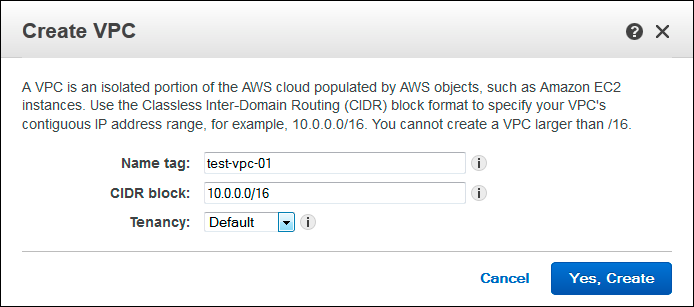 Create VPC
A VPC is an isolated portion of the AWS cloud populated by AWS objects, such as Amazon EC2
instances. Use the Classless Inter-Domain Routing (CIDR) block format to specify your VPC's
contiguous IP address range, for example, 10.0.0.0/16. You cannot create a VPC larger than /16.
Name tag: test-vpc-01
CIDR block: 10.0.0.0/16
Tenancy: Default
Cancel Yes, Create